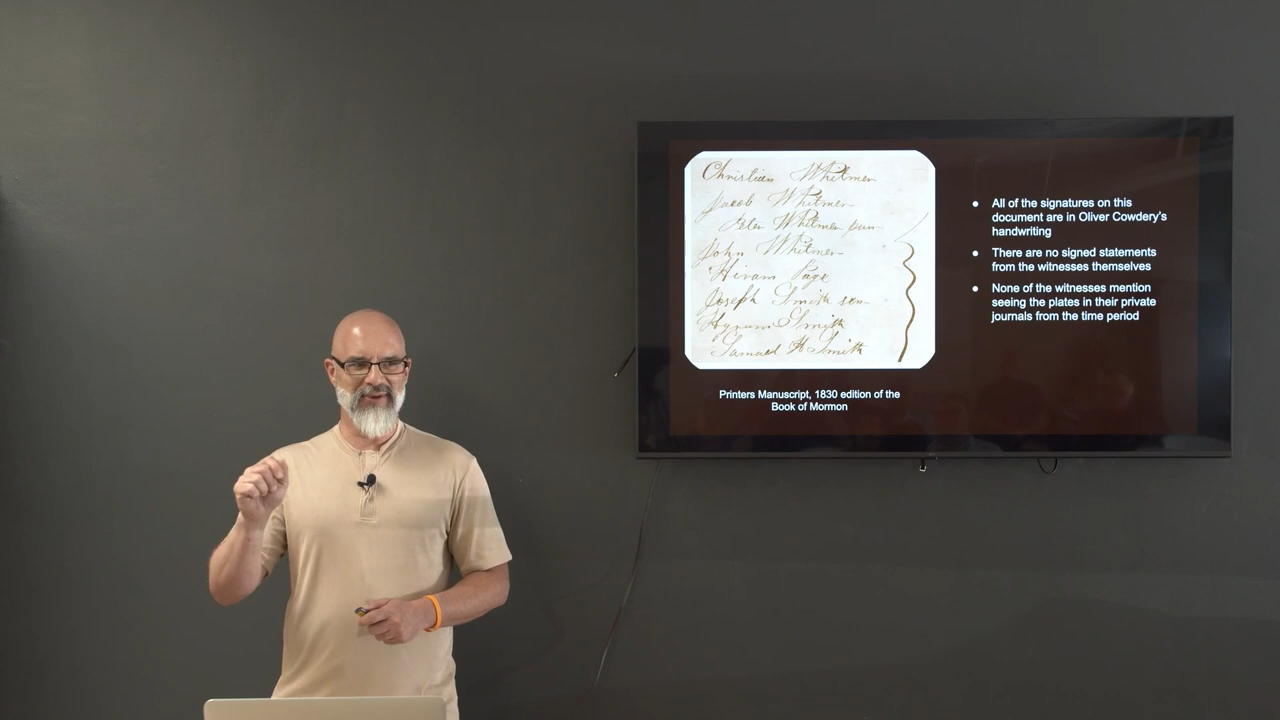 Christian Whitmer
Jacob Whitmer
Peter Whitmer jun-
John Whitmer
Hiram Page
Joseph Smith sen-
Hyrum Smith
Samuel H Smith
Printers Manuscript, 1830 edition of the
Book of Mormon
● All of the signatures on this
document are in Oliver Cowdery's
handwriting
● There are no signed statements
from the witnesses themselves
● None of the witnesses mention
seeing the plates in their private
journals from the time period